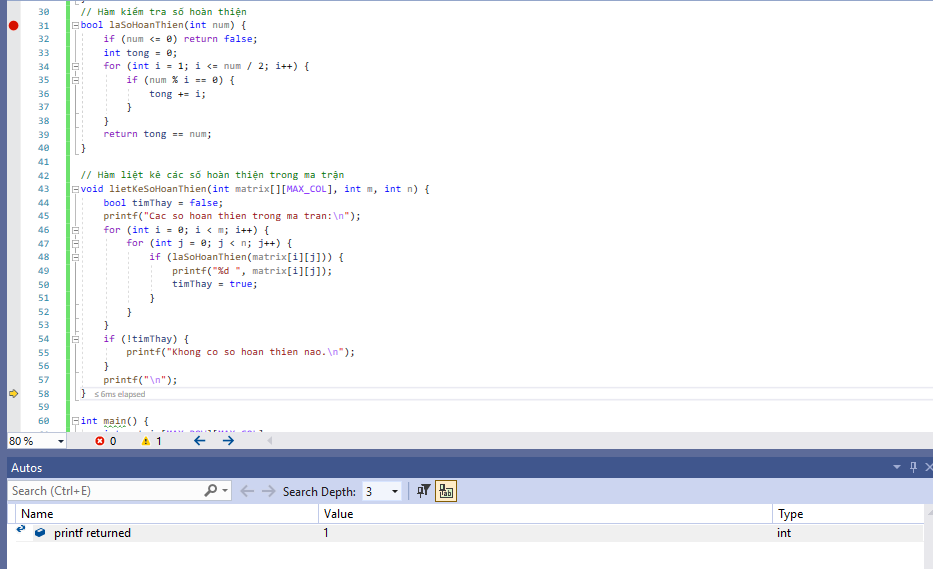 30 // Hàm kiểm tra số hoàn thiện
31 bool laSoHoanThien(int num) {
32 if (num <= 0) return false;
33 int tong = 0;
34 for (int i = 1; i <= num / 2; i++) {
35 if (num % i == 0) {
36 tong += i;
37 }
38 }
39 return tong == num;
40 }
41
42 // Hàm liệt kê các số hoàn thiện trong ma trận
43 void lietKeSoHoanThien(int matrix[][MAX_COL], int m, int n) {
44 bool timThay = false;
45 printf("Cac so hoan thien trong ma tran:\n");
46 for (int i = 0; i < m; i++) {
47 for (int j = 0; j < n; j++) {
48 if (laSoHoanThien(matrix[i][j])) {
49 printf("%d ", matrix[i][j]);
50 timThay = true;
51 }
52 }
53 }
54 if (!timThay) {
55 printf("Khong co so hoan thien nao.\n");
56 }
57 printf("\n");
58 } ≤ 6ms elapsed
59
60 int main() {
80 % 0 1
Autos
Search (Ctrl+E) Search Depth: 3
Name Value Type
printf returned 1 int